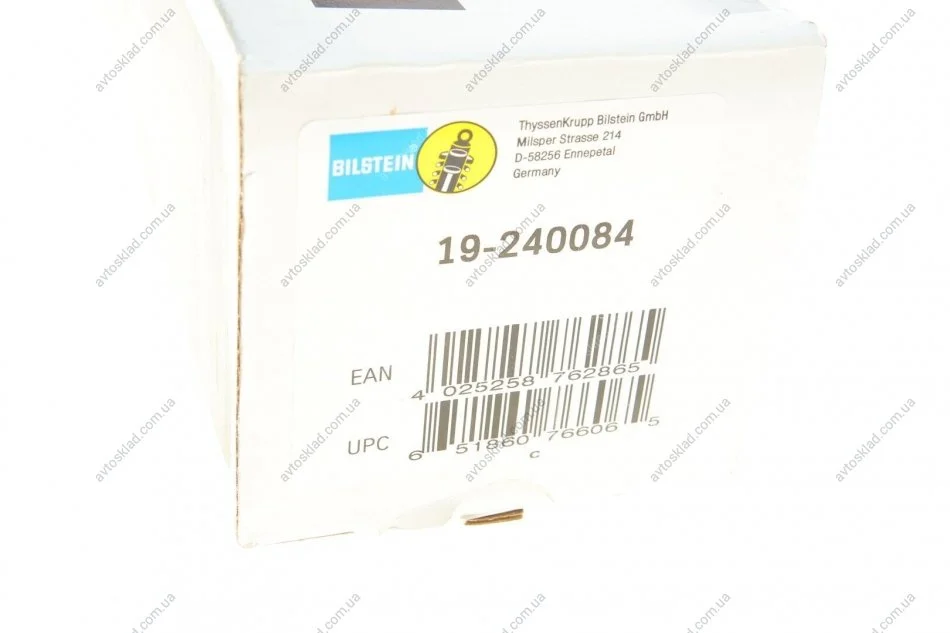 BILSTEIN
ThyssenKrupp Bilstein GmbH
Milsper Strasse 214
D-58256 Ennepetal
Germany
19-240084
EAN
4 025258 762865
UPC
6 51860 76606 5
c
avtosklad.com.ua